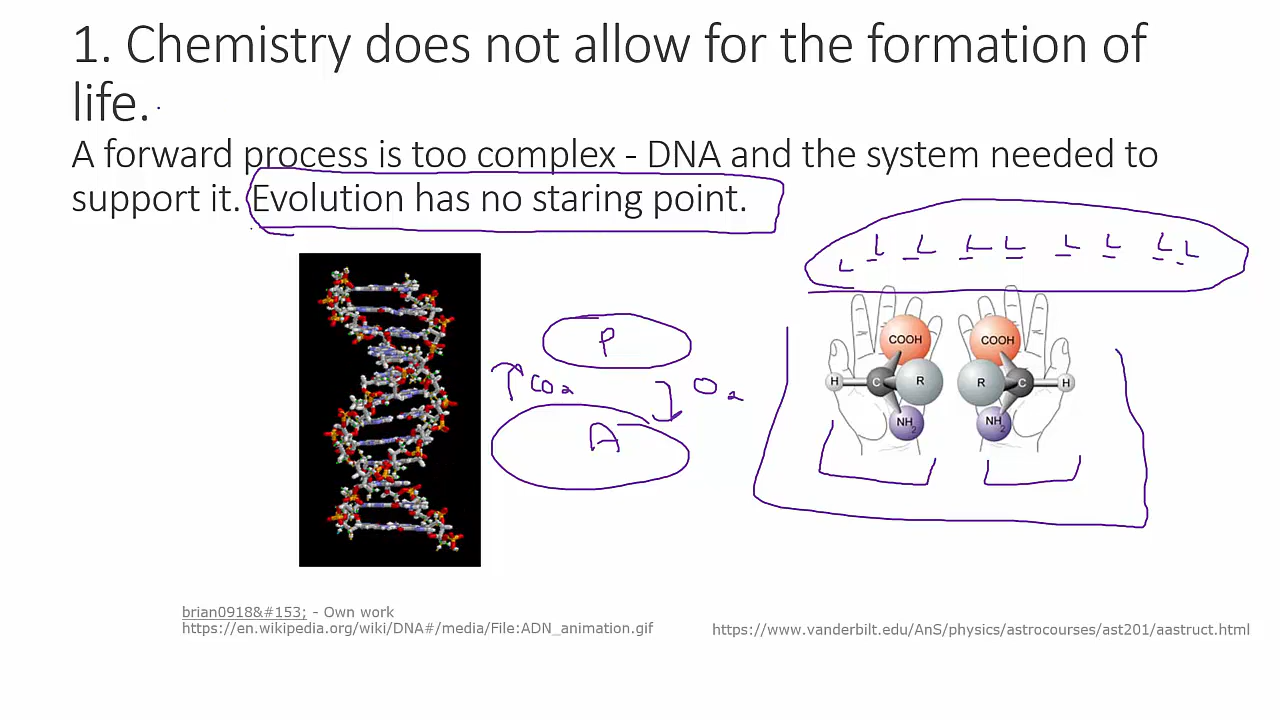 1. Chemistry does not allow for the formation of
life.
A forward process is too complex - DNA and the system needed to
support it. Evolution has no staring point.
L L L L L L L L L
P
CO2
O2
A
COOH
COOH
H
C
R
R
C
H
NH2
NH2
brian0918&#153; - Own work
https://en.wikipedia.org/wiki/DNA#/media/File:ADN_animation.gif
https://www.vanderbilt.edu/AnS/physics/astrocourses/ast201/aastruct.html